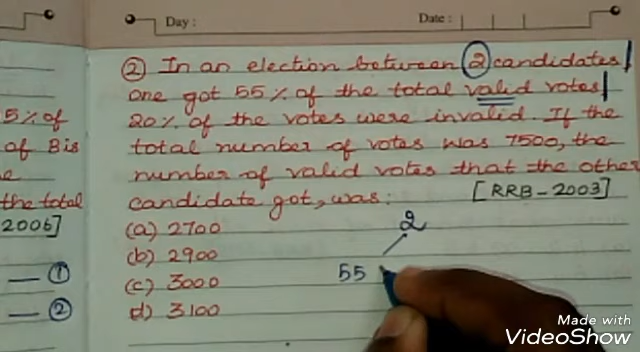 Day :
Date :
② In an election between 2 candidates
one got 55% of the total valid votes
20% of the votes were invalid. If the
total number of votes was 7500, the
number of valid votes that the other
candidate got, was: [RRB-2003]
(a) 2700
(b) 2900
(c) 3000
(d) 3100
2
55
5% of
of B is
e
the total
2006]
— ①
— ②
Made with
VideoShow